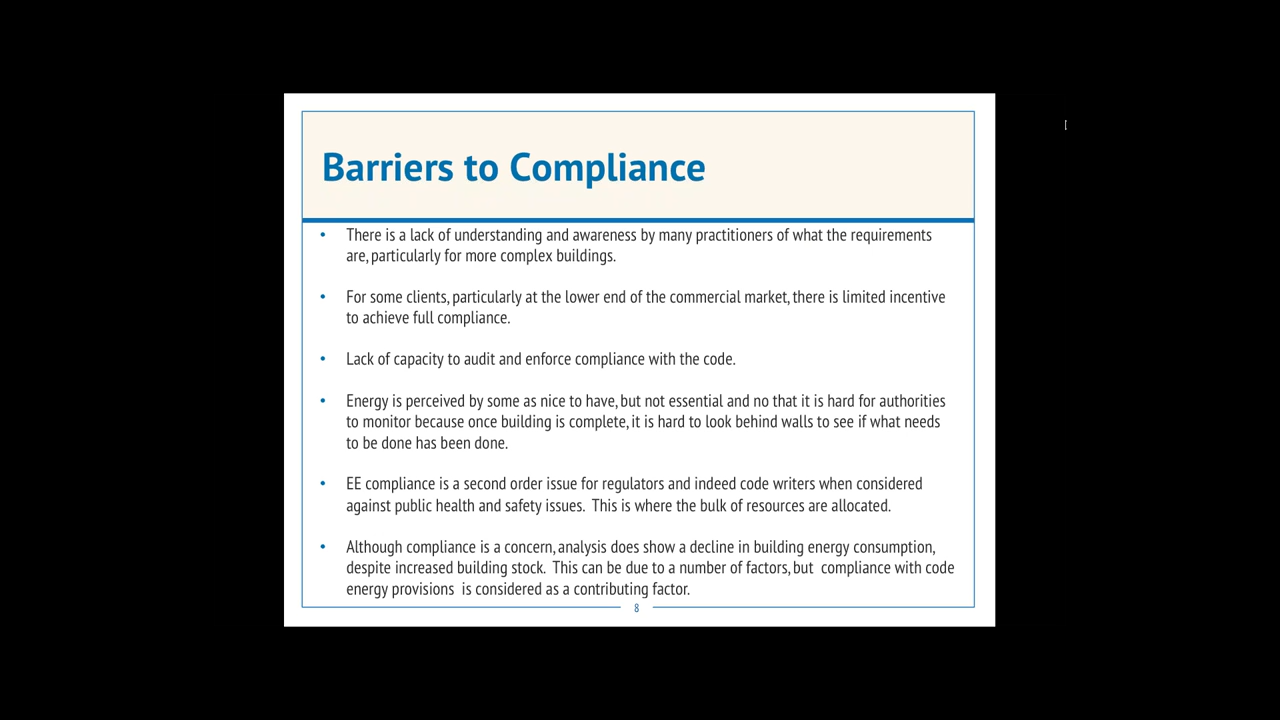 Barriers to Compliance
• There is a lack of understanding and awareness by many practitioners of what the requirements
are, particularly for more complex buildings.
• For some clients, particularly at the lower end of the commercial market, there is limited incentive
to achieve full compliance.
• Lack of capacity to audit and enforce compliance with the code.
• Energy is perceived by some as nice to have, but not essential and no that it is hard for authorities
to monitor because once building is complete, it is hard to look behind walls to see if what needs
to be done has been done.
• EE compliance is a second order issue for regulators and indeed code writers when considered
against public health and safety issues.  This is where the bulk of resources are allocated.
• Although compliance is a concern, analysis does show a decline in building energy consumption,
despite increased building stock.  This can be due to a number of factors, but  compliance with code
energy provisions  is considered as a contributing factor.
8